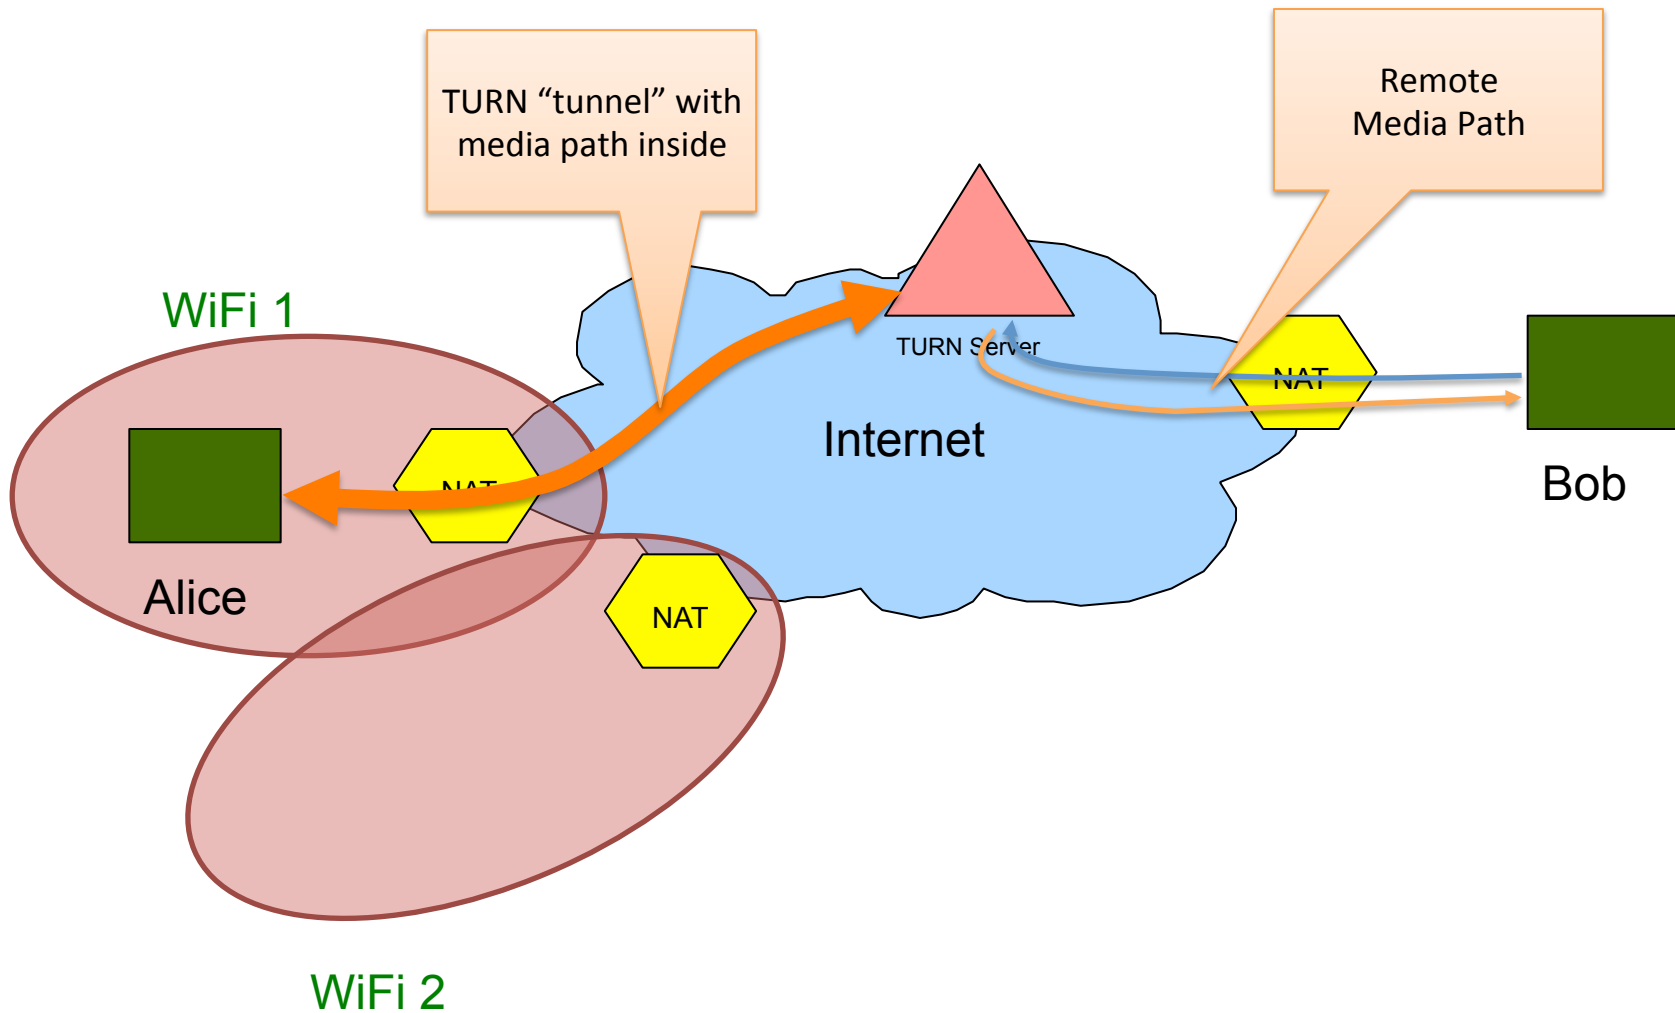 TURN “tunnel” with
media path inside
Remote
Media Path
WiFi 1
TURN Server
NAT
Internet
NAT
Bob
Alice
NAT
WiFi 2